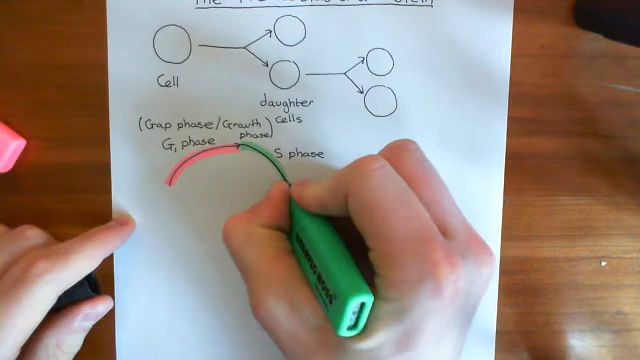 Cell
daughter
cells
(Gap phase/Growth
phase)
G₁ phase
S phase